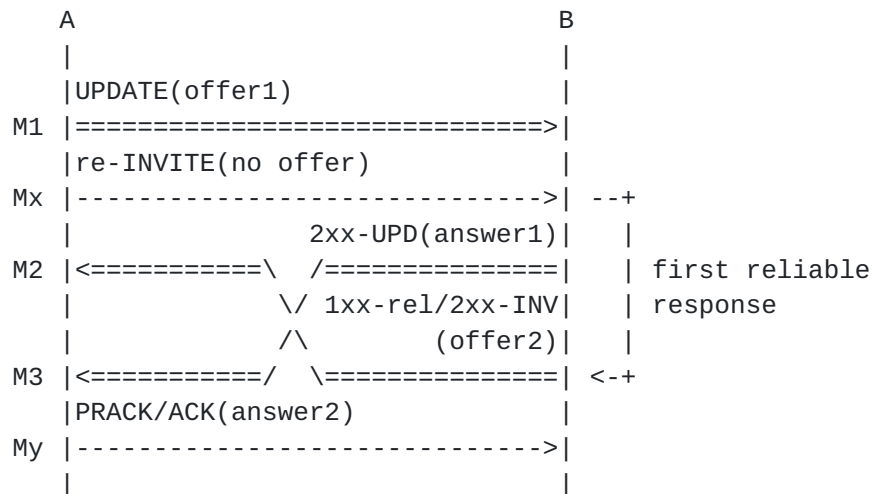 A B
UPDATE(offer1)
M1 |==============================>|
re-INVITE(no offer)
Mx |------------------------------>| --+
2xx-UPD(answer1)| |
M2 |<===========\ /===============| | first reliable
\/ 1xx-rel/2xx-INV| | response
/\ (offer2)| |
M3 |<===========/ \===============| <-+
PRACK/ACK(answer2)
My |------------------------------>|